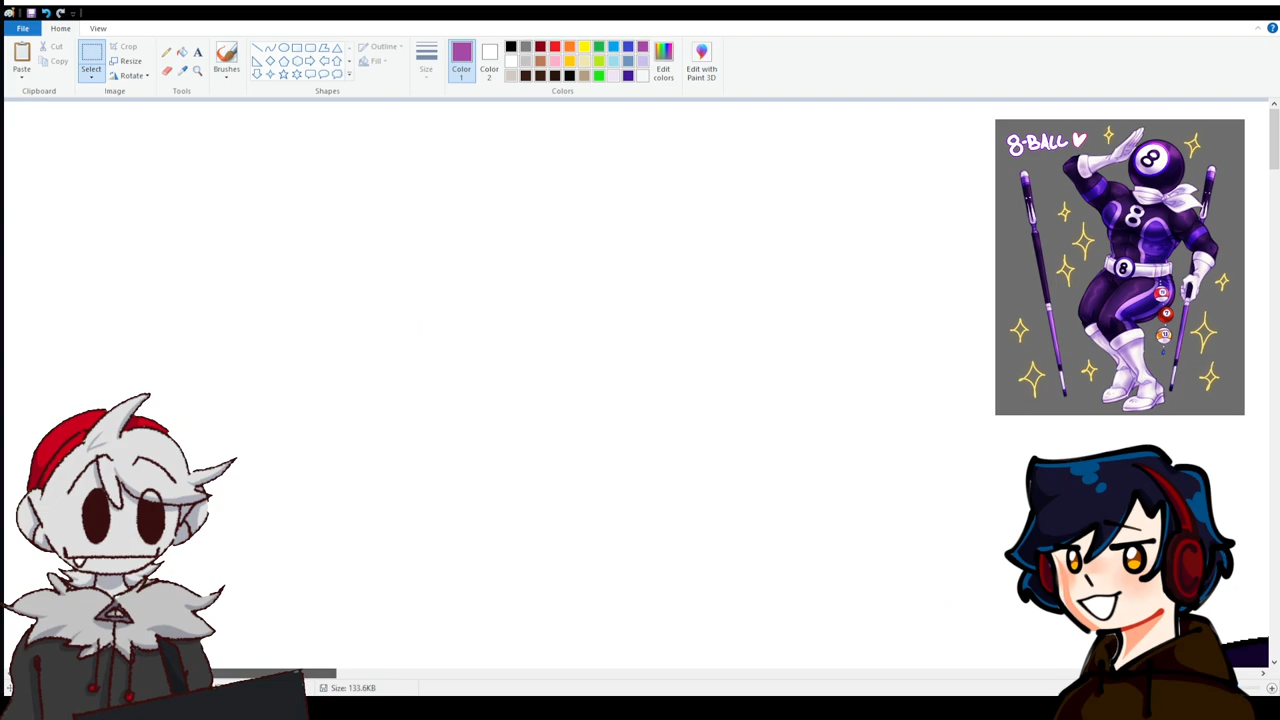 File
Home
View
Paste
Cut
Copy
Clipboard
Select
Crop
Resize
Rotate
Image
A
Tools
Brushes
Shapes
Outline
Fill
Size
Color
1
Color
2
Edit
colors
Colors
Edit with
Paint 3D
8-BALL
8
8
8
7
Size: 133.6KB